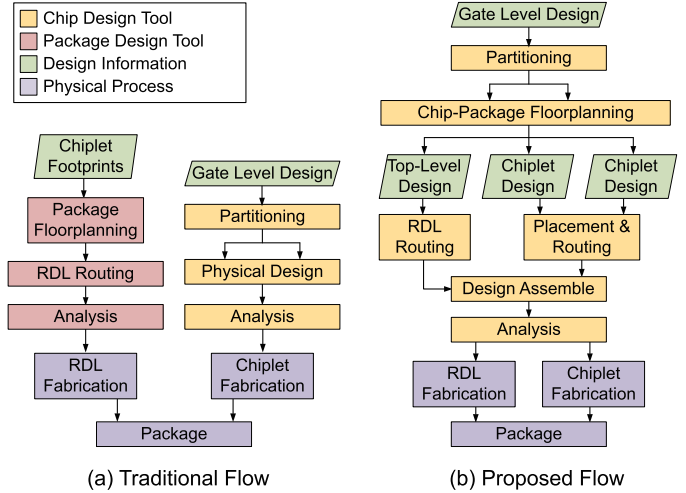 Chip Design Tool
Package Design Tool
Design Information
Physical Process
Chiplet
Footprints
Package
Floorplanning
RDL Routing
Analysis
RDL
Fabrication
Gate Level Design
Partitioning
Physical Design
Analysis
Chiplet
Fabrication
Package
(a) Traditional Flow
Gate Level Design
Partitioning
Chip-Package Floorplanning
Top-Level
Design
Chiplet
Design
Chiplet
Design
RDL
Routing
Placement &
Routing
Design Assemble
Analysis
RDL
Fabrication
Chiplet
Fabrication
Package
(b) Proposed Flow